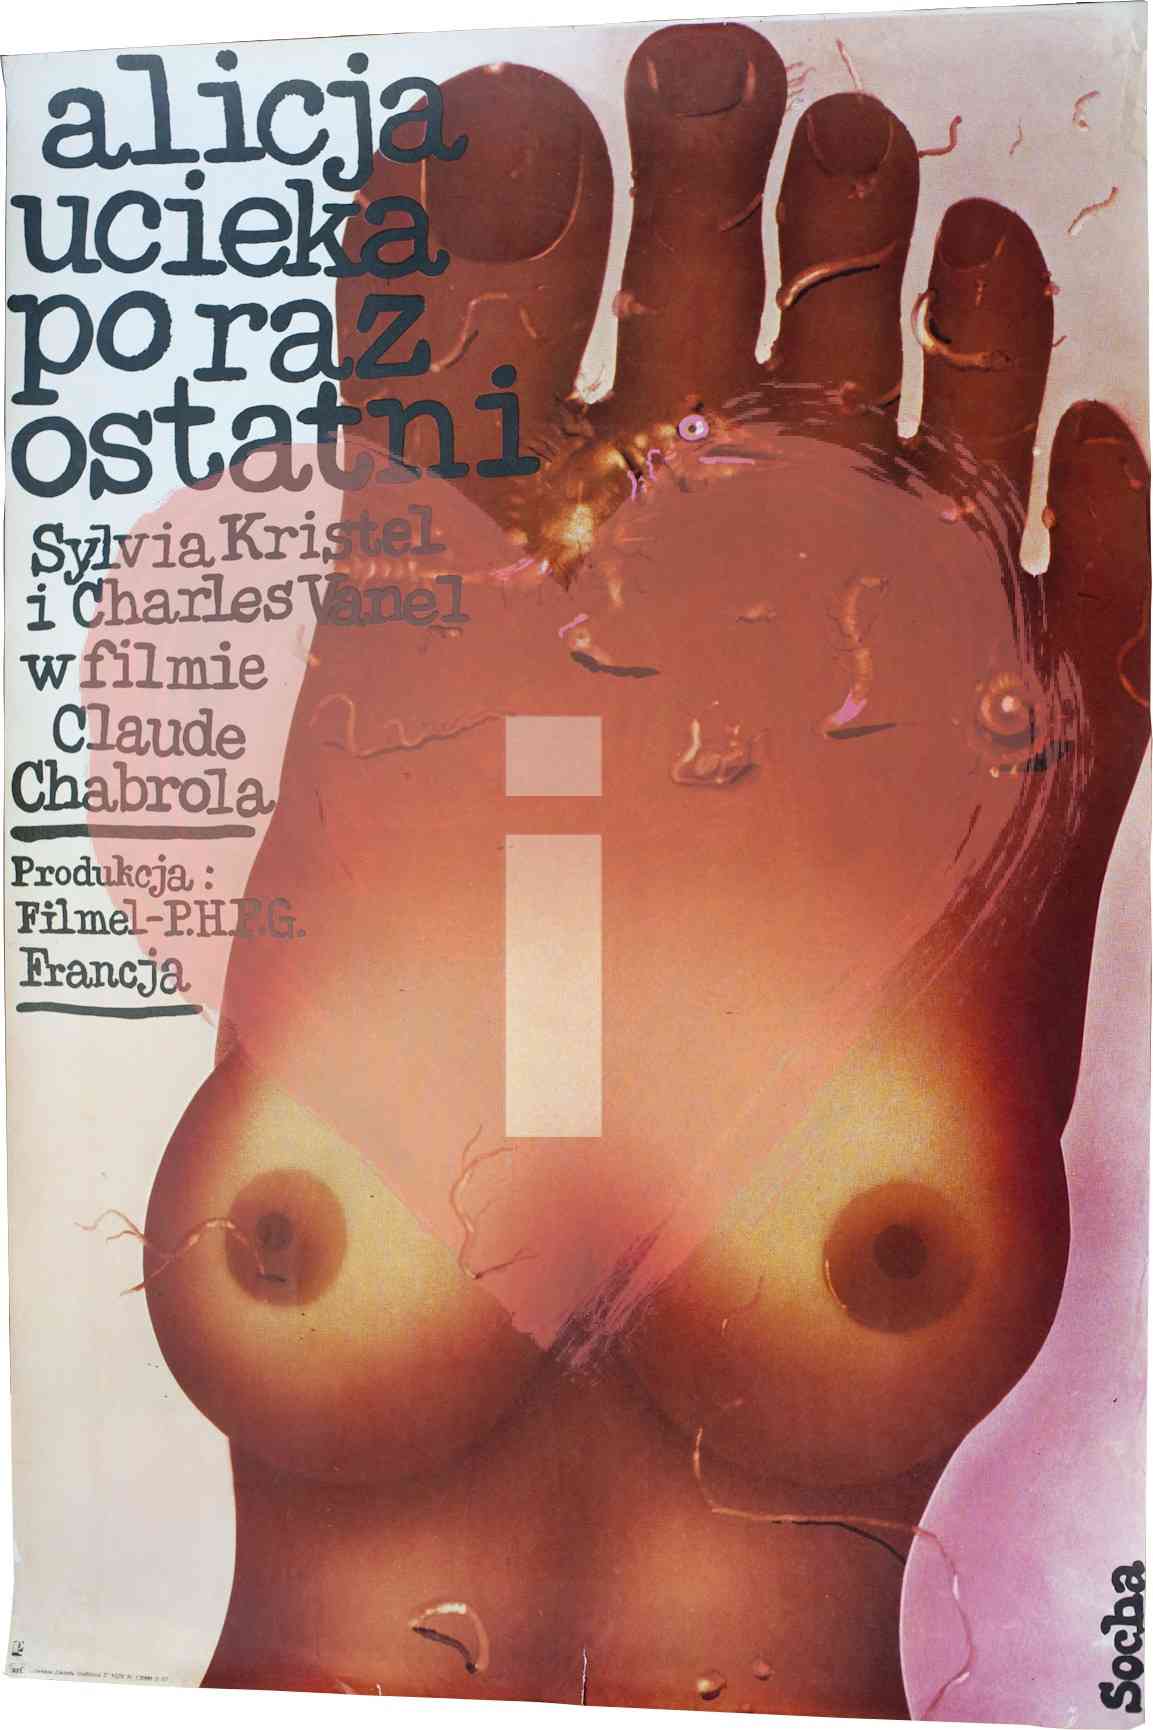 alicja
ucieka
po raz
ostatni
Sylvia Kristel
i Charles Vanel
w filmie
Claude
Chabrola
Produkcja:
Filmel-P.H.P.G.
Francja
i
Socha